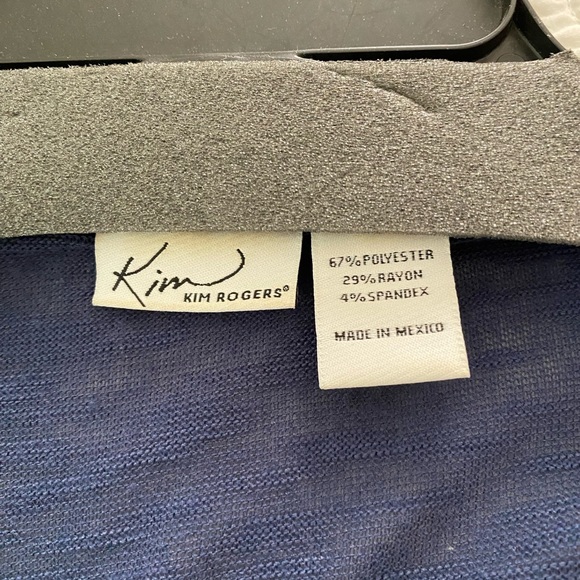 Kim
KIM ROGERS®
67%POLYESTER
29%RAYON
4%SPANDEX
MADE IN MEXICO